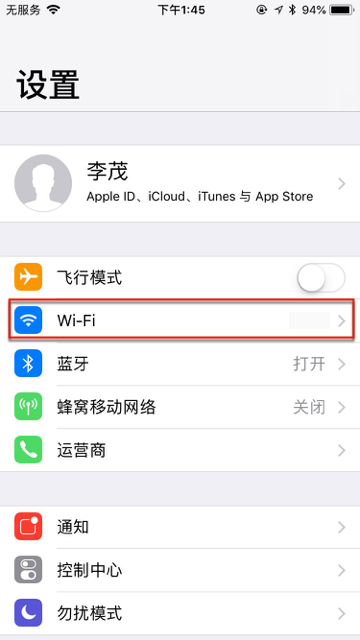 无服务 下午1:45 94%
设置
李茂
Apple ID、iCloud、iTunes 与 App Store
飞行模式
Wi-Fi
蓝牙 打开
蜂窝移动网络 关闭
运营商
通知
控制中心
勿扰模式